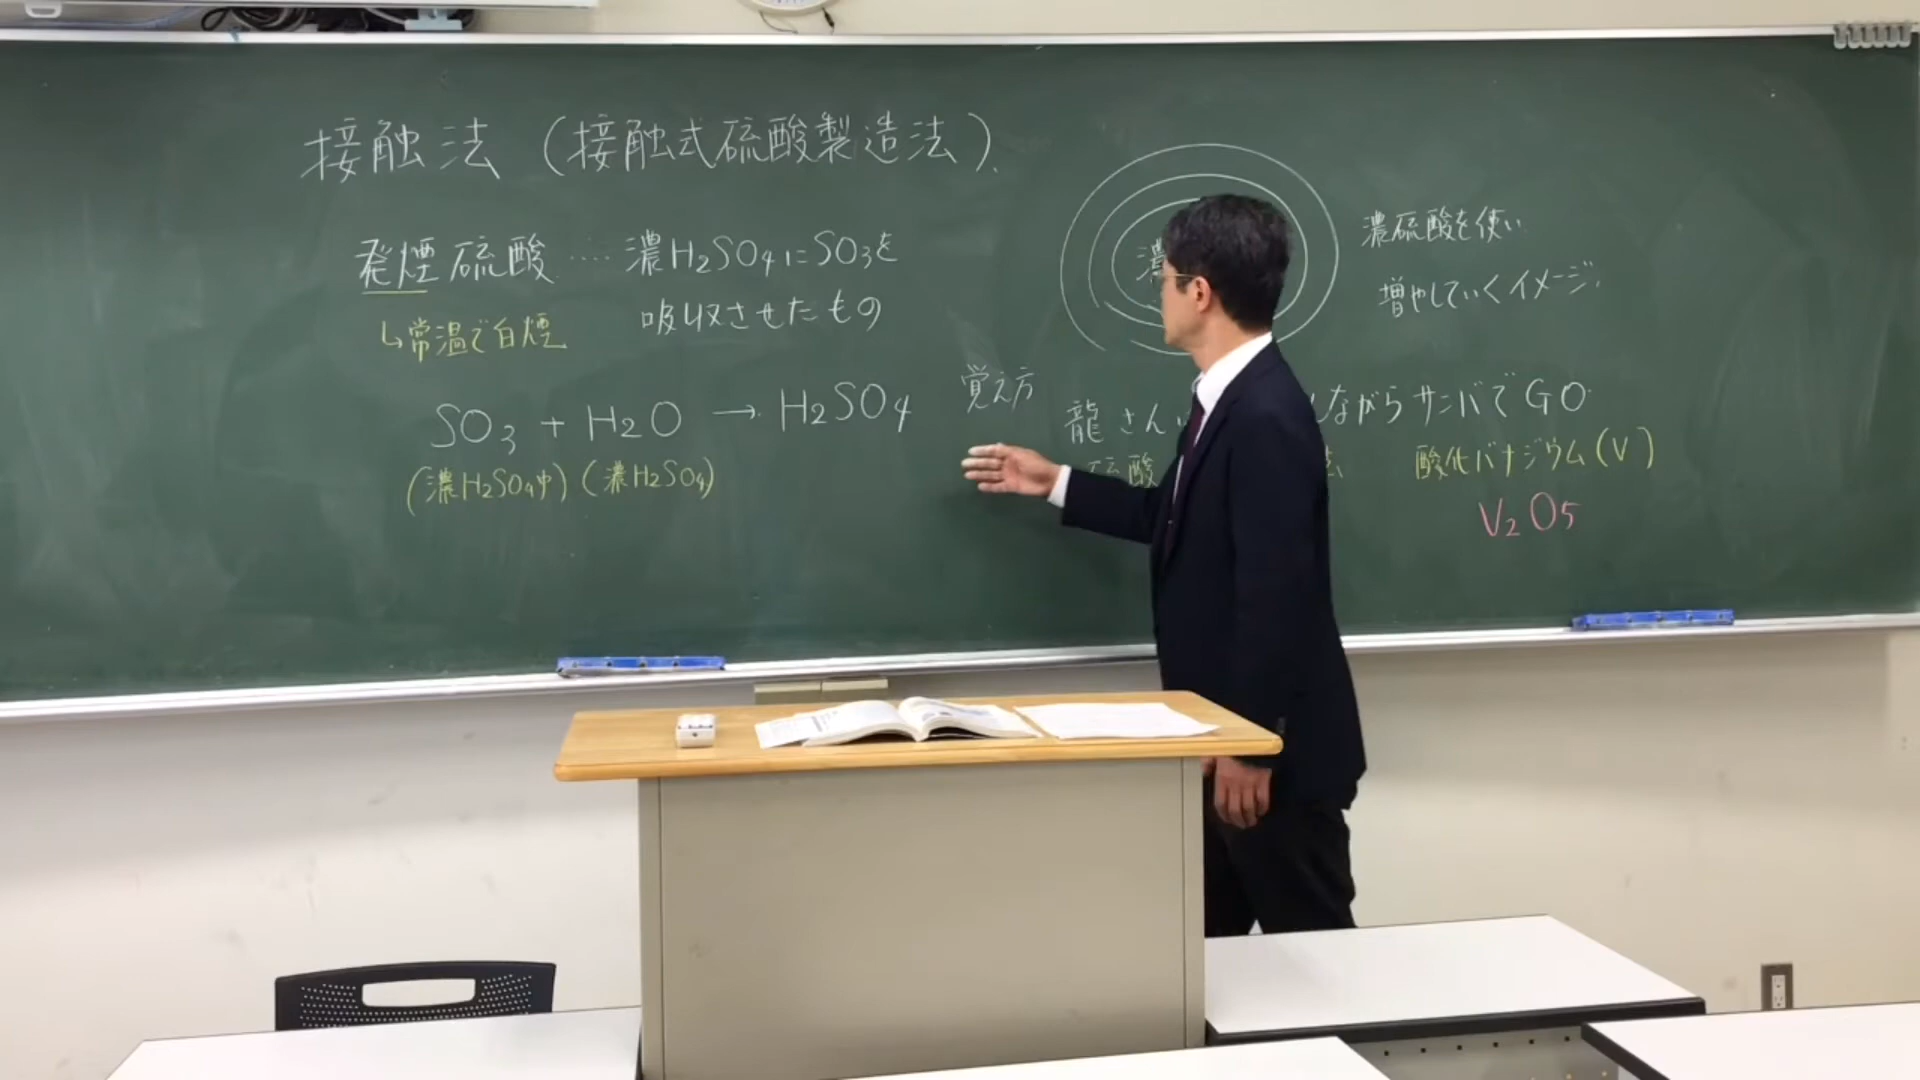 接触法(接触式硫酸製造法).
発煙硫酸‥‥濃H2SO4にSO3を
吸収させたもの
↳常温で白煙
SO3 + H2O → H2SO4
(濃H2SO4中)(濃H2SO4)
濃
濃硫酸を使い
増やしていくイメージ.
覚え方
龍さん
ながらサンバでGO
硫酸
酸化バナジウム(V)
V2O5